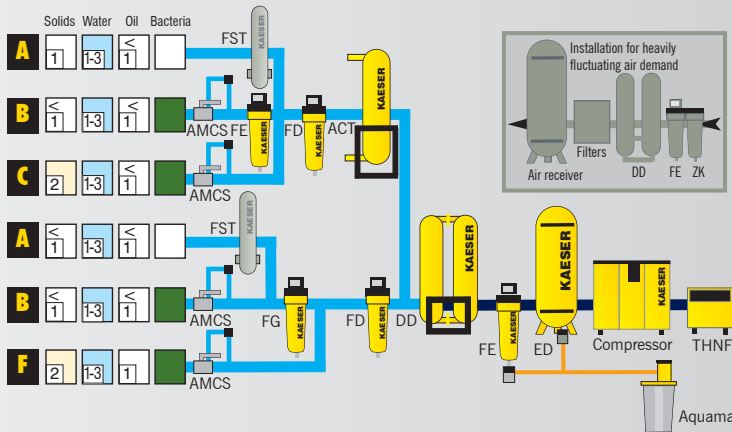 Solids Water Oil Bacteria
A 1 1-3 < 1 FST KAESER
B < 1 1-3 < 1 AMCS FE KAESER FD KAESER ACT KAESER
C 2 1-3 < 1 AMCS
A < 1 1-3 < 1 FST KAESER
B < 1 1-3 < 1 AMCS FG KAESER FD KAESER DD KAESER KAESER
F 2 1-3 1 AMCS
FE KAESER ED KAESER Compressor KAESER THNF
Aquama
Installation for heavily
fluctuating air demand
Filters
Air receiver DD FE ZK